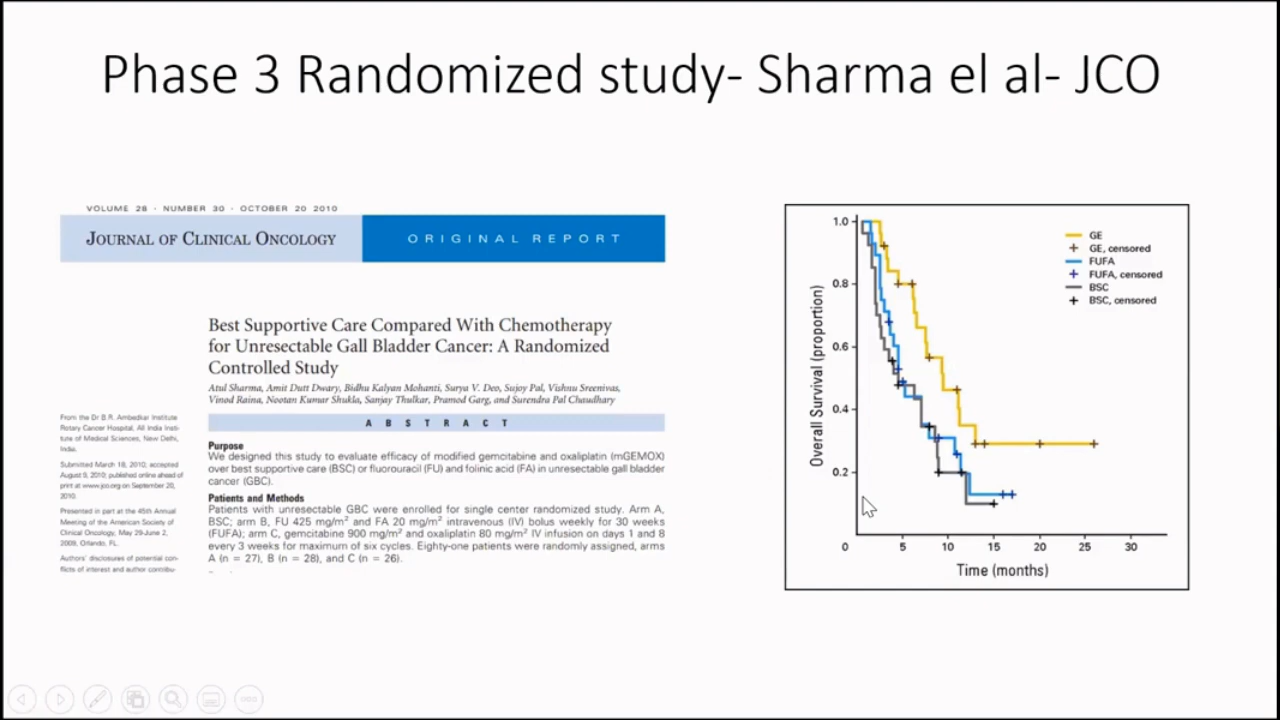 Phase 3 Randomized study- Sharma el al- JCO
VOLUME 28 · NUMBER 30 · OCTOBER 20 2010
JOURNAL OF CLINICAL ONCOLOGY
ORIGINAL REPORT
Best Supportive Care Compared With Chemotherapy
for Unresectable Gall Bladder Cancer: A Randomized
Controlled Study
Atul Sharma, Amit Dutt Dwary, Bidhu Kalyan Mohanti, Surya V. Deo, Sujoy Pal, Vishnu Sreenivas,
Vinod Raina, Nootan Kumar Shukla, Sanjay Thulkar, Pramod Garg, and Surendra Pal Chaudhary
From the Dr B.R. Ambedkar Institute
Rotary Cancer Hospital, All India Insti-
tute of Medical Sciences, New Delhi,
India.
Submitted March 18, 2010; accepted
August 9, 2010; published online ahead of
print at www.jco.org on September 20,
2010.
Presented in part at the 45th Annual
Meeting of the American Society of
Clinical Oncology, May 29-June 2,
2009, Orlando, FL.
Authors' disclosures of potential con-
flicts of interest and author contribu-
ABSTRACT
Purpose
We designed this study to evaluate efficacy of modified gemcitabine and oxaliplatin (mGEMOX)
over best supportive care (BSC) or fluorouracil (FU) and folinic acid (FA) in unresectable gall bladder
cancer (GBC).
Patients and Methods
Patients with unresectable GBC were enrolled for single center randomized study. Arm A,
BSC; arm B, FU 425 mg/m² and FA 20 mg/m² intravenous (IV) bolus weekly for 30 weeks
(FUFA); arm C, gemcitabine 900 mg/m² and oxaliplatin 80 mg/m² IV infusion on days 1 and 8
every 3 weeks for maximum of six cycles. Eighty-one patients were randomly assigned, arms
A (n = 27), B (n = 28), and C (n = 26).
Overall Survival (proportion)
1.0
0.8
0.6
0.4
0.2
0 5 10 15 20 25 30
Time (months)
GE
GE, censored
FUFA
FUFA, censored
BSC
BSC, censored